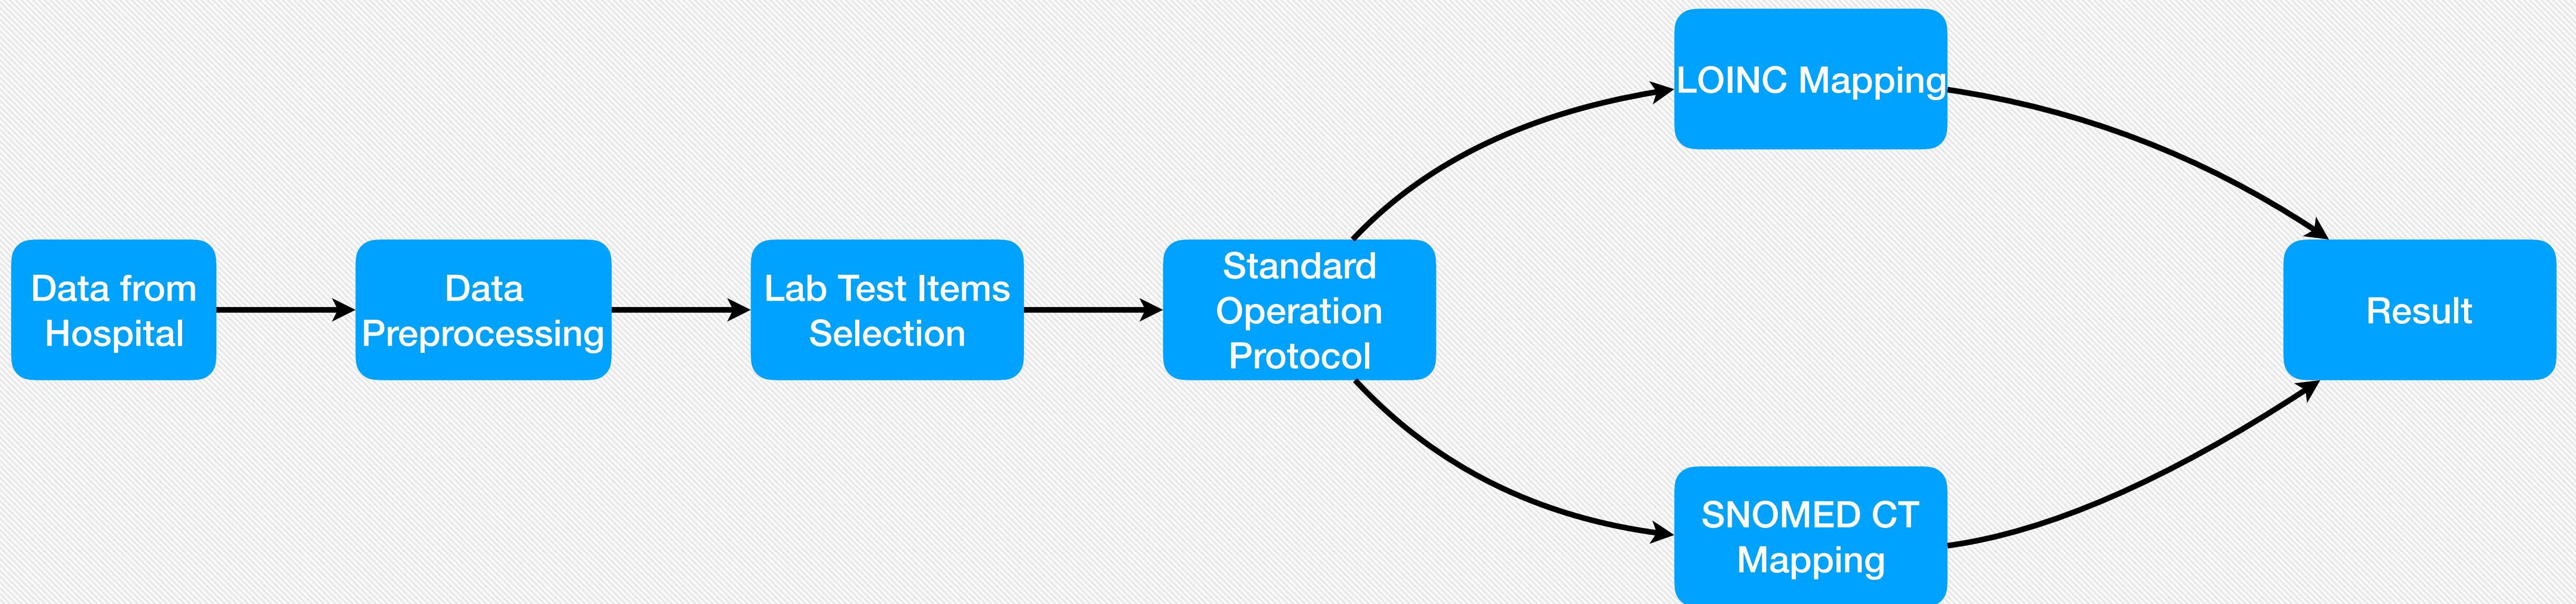 Data from
Hospital
Data
Preprocessing
Lab Test Items
Selection
Standard
Operation
Protocol
LOINC Mapping
SNOMED CT
Mapping
Result